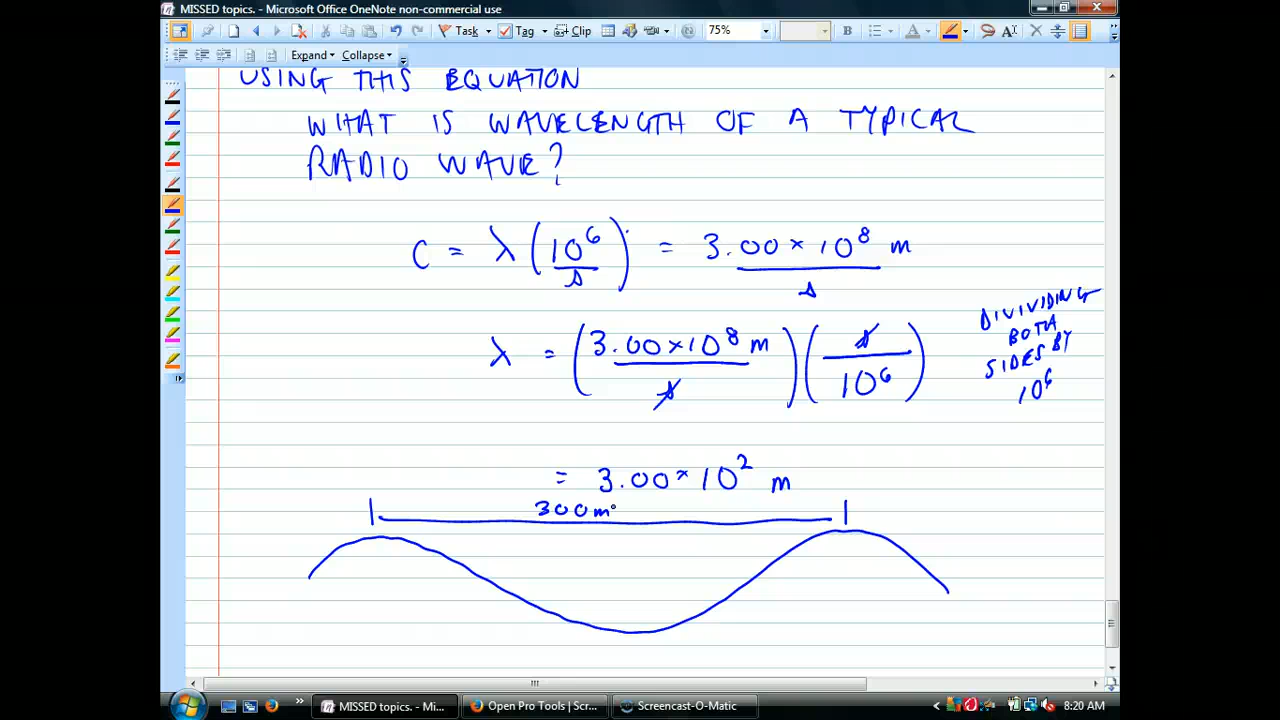 MISSED topics. - Microsoft Office OneNote non-commercial use
Task Tag Clip 75% B A
Expand Collapse
USING THIS EQUATION
WHAT IS WAVELENGTH OF A TYPICAL
RADIO WAVE?
C = λ (10⁶/s) = 3.00 × 10⁸ m/s
λ = (3.00×10⁸ m/s) (s/10⁶)
DIVIDING
BOTH
SIDES BY
10⁶
= 3.00 × 10² m
300m
MISSED topics. - Mi... Open Pro Tools | Scr... Screencast-O-Matic 8:20 AM